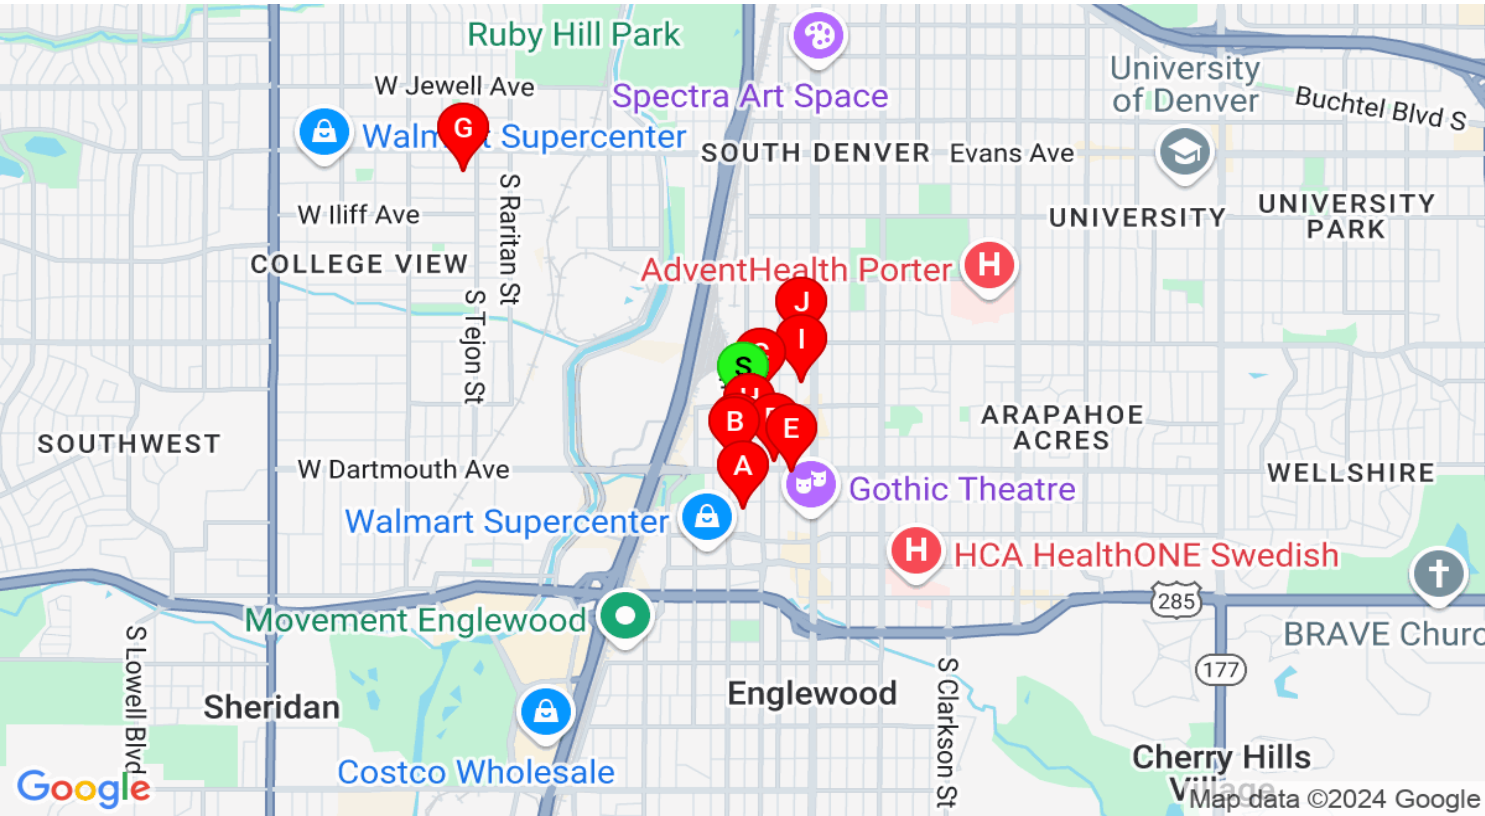 Ruby Hill Park
W Jewell Ave
Spectra Art Space
University
of Denver
Buchtel Blvd S
G
Walmart Supercenter
SOUTH DENVER
Evans Ave
S Raritan St
W Iliff Ave
UNIVERSITY
UNIVERSITY
PARK
COLLEGE VIEW
AdventHealth Porter
H
J
I
S
S Tejon St
B
E
A
ARAPAHOE
ACRES
SOUTHWEST
W Dartmouth Ave
WELLSHIRE
Gothic Theatre
Walmart Supercenter
H
HCA HealthONE Swedish
285
Movement Englewood
BRAVE Churc
S Lowell Blvd
177
Sheridan
Englewood
S Clarkson St
Costco Wholesale
Cherry Hills
Village
Google
Map data ©2024 Google